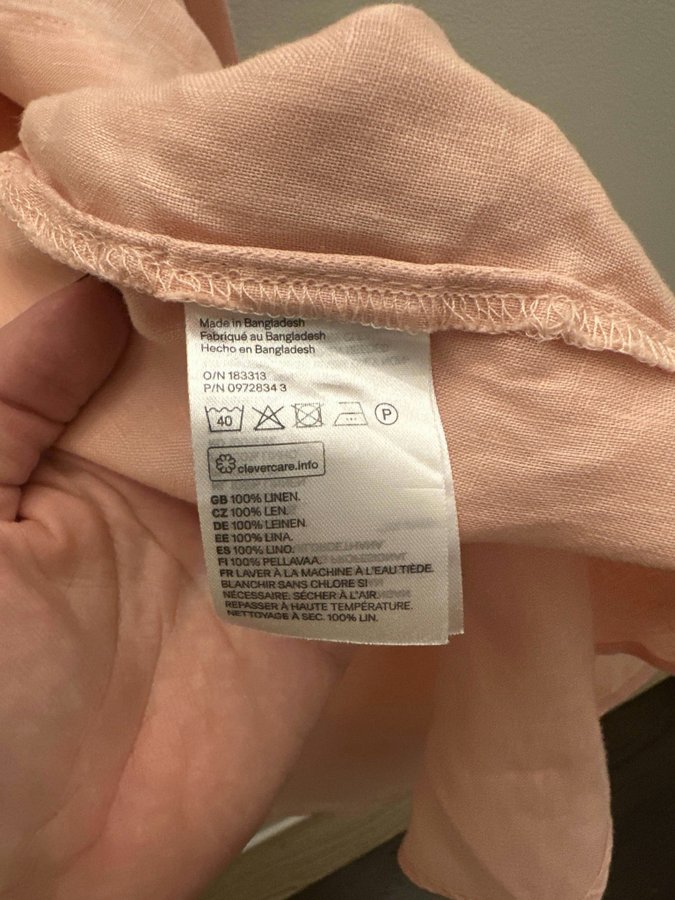 Made in Bangladesh
Fabriqué au Bangladesh
Hecho en Bangladesh
O/N 183313
P/N 0972834 3
40 P
clevercare.info
GB 100% LINEN.
CZ 100% LEN.
DE 100% LEINEN.
EE 100% LINA.
ES 100% LINO.
FI 100% PELLAVAA.
FR LAVER À LA MACHINE À L'EAU TIÈDE.
BLANCHIR SANS CHLORE SI
NÉCESSAIRE. SÉCHER À L'AIR.
REPASSER À HAUTE TEMPÉRATURE.
NETTOYAGE À SEC. 100% LIN.